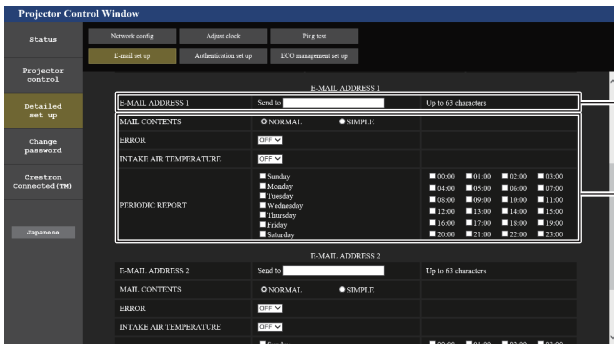 Projector Control Window
Status
Network config Adjust clock Ping test
E-mail set up Authentication set up ECO management set up
Projector control
Detailed set up
Change password
Crestron Connected(TM)
Japanese
E-MAIL ADDRESS 1
E-MAIL ADDRESS 1 Send to Up to 63 characters
MAIL CONTENTS NORMAL SIMPLE
ERROR OFF
INTAKE AIR TEMPERATURE OFF
PERIODIC REPORT
Sunday 00:00 01:00 02:00 03:00
Monday 04:00 05:00 06:00 07:00
Tuesday
Wednesday 08:00 09:00 10:00 11:00
Thursday 12:00 13:00 14:00 15:00
Friday 16:00 17:00 18:00 19:00
Saturday 20:00 21:00 22:00 23:00
E-MAIL ADDRESS 2
E-MAIL ADDRESS 2 Send to Up to 63 characters
MAIL CONTENTS NORMAL SIMPLE
ERROR OFF
INTAKE AIR TEMPERATURE OFF